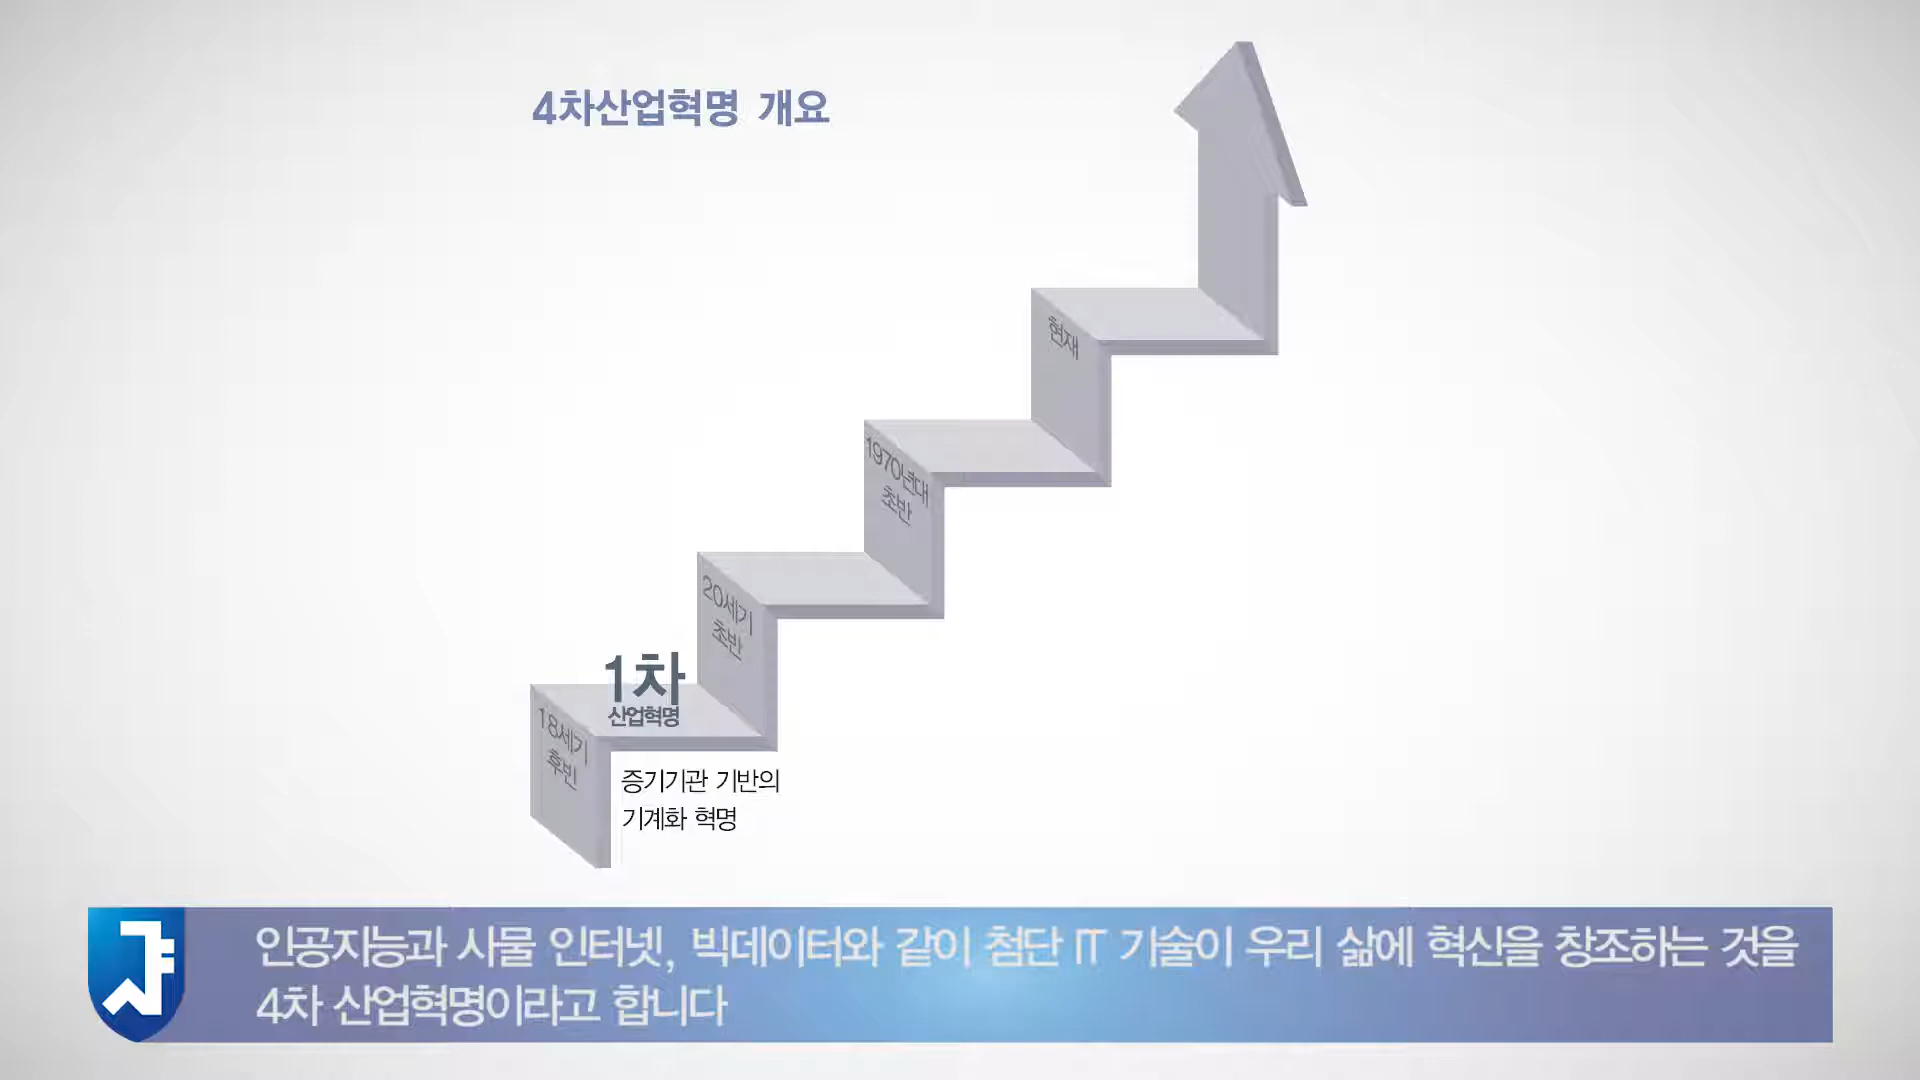 4차산업혁명 개요
현재
1970년대
초반
20세기
초반
1차
산업혁명
18세기
후반
증기기관 기반의
기계화 혁명
인공지능과 사물 인터넷, 빅데이터와 같이 첨단 IT 기술이 우리 삶에 혁신을 창조하는 것을
4차 산업혁명이라고 합니다